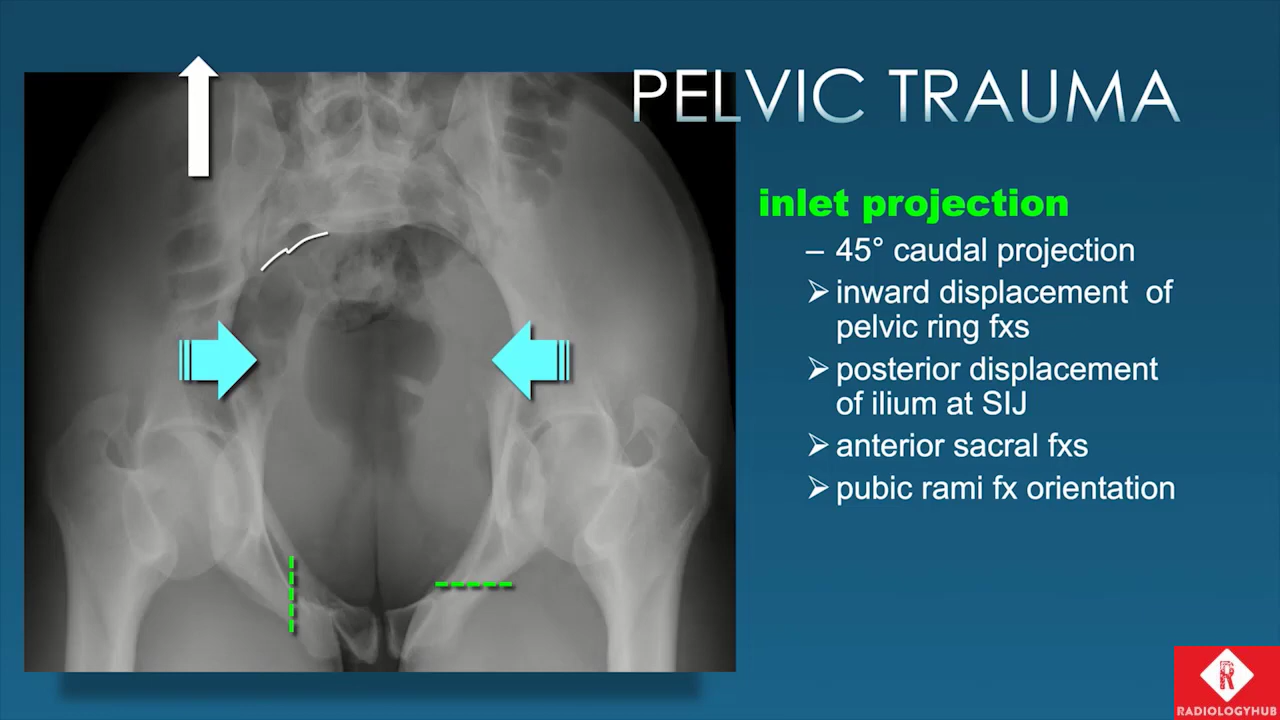 PELVIC TRAUMA
inlet projection
– 45° caudal projection
➢ inward displacement of
pelvic ring fxs
➢ posterior displacement
of ilium at SIJ
➢ anterior sacral fxs
➢ pubic rami fx orientation
R
RADIOLOGYHUB